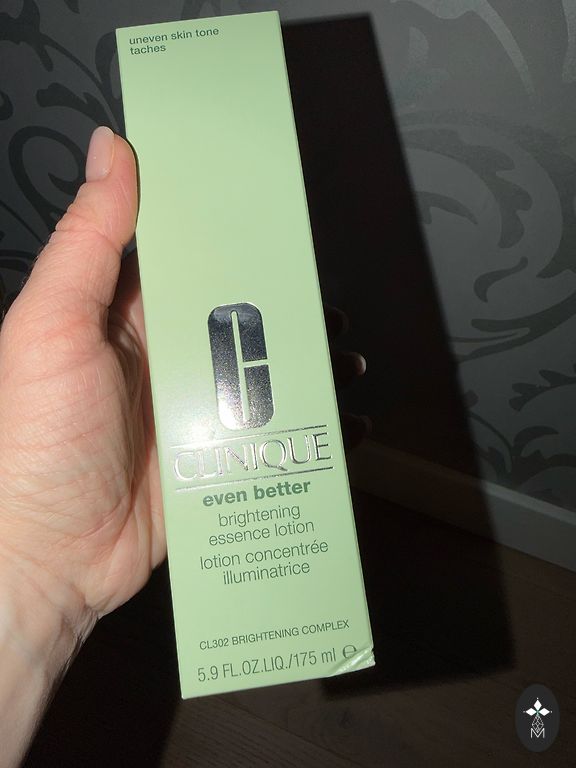 uneven skin tone
taches
C
CLINIQUE
even better
brightening
essence lotion
lotion concentrée
illuminatrice
CL302 BRIGHTENING COMPLEX
5.9 FL.OZ.LIQ./175 ml ℮
M